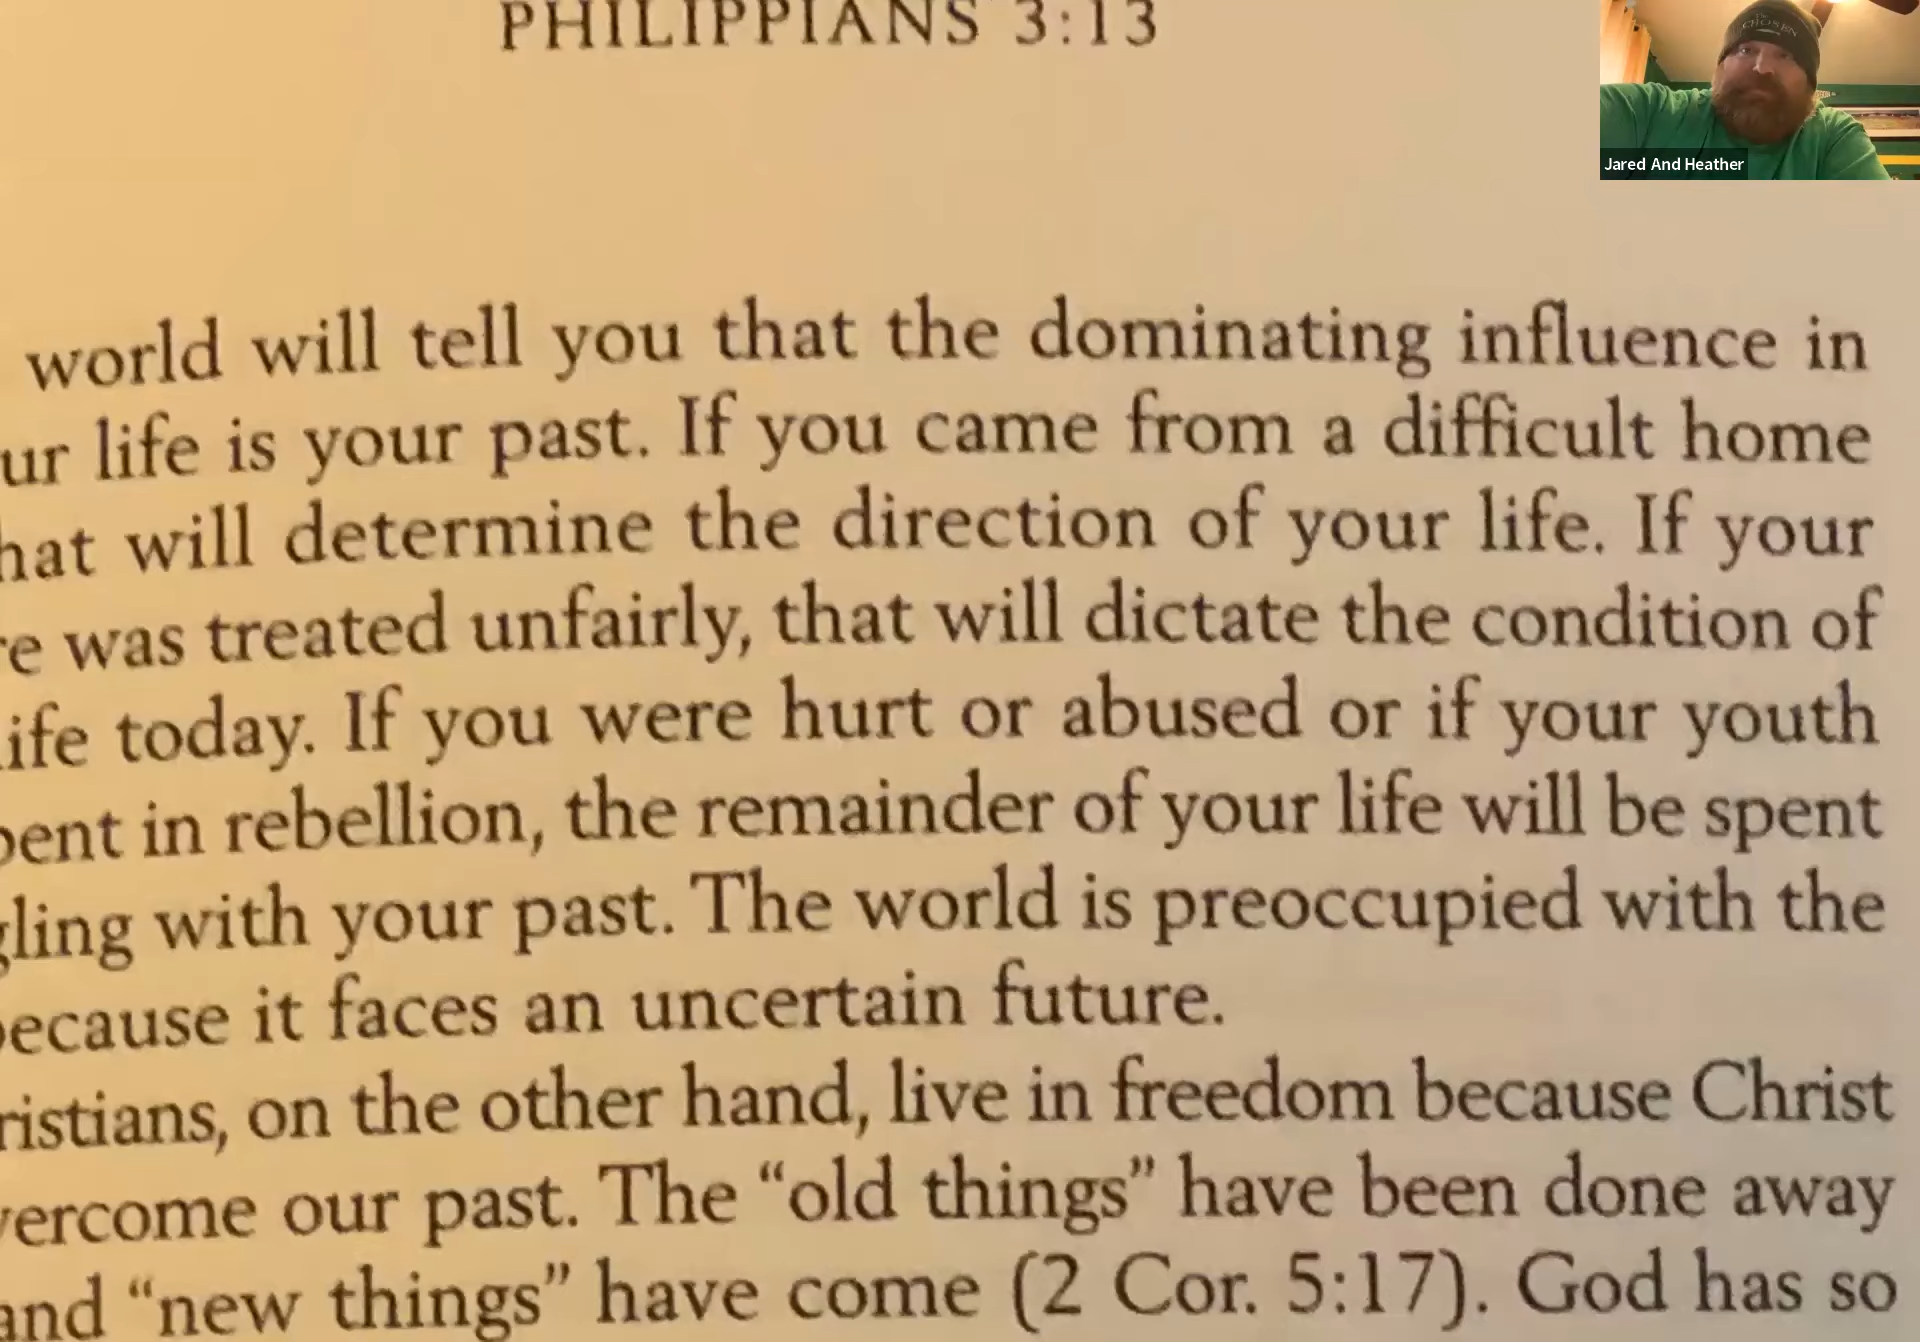 PHILIPPIANS 3:13
CHOSEN
Jared And Heather
world will tell you that the dominating influence in
ur life is your past. If you came from a difficult home
hat will determine the direction of your life. If your
re was treated unfairly, that will dictate the condition of
ife today. If you were hurt or abused or if your youth
pent in rebellion, the remainder of your life will be spent
gling with your past. The world is preoccupied with the
because it faces an uncertain future.
ristians, on the other hand, live in freedom because Christ
vercome our past. The “old things” have been done away
and “new things” have come (2 Cor. 5:17). God has so